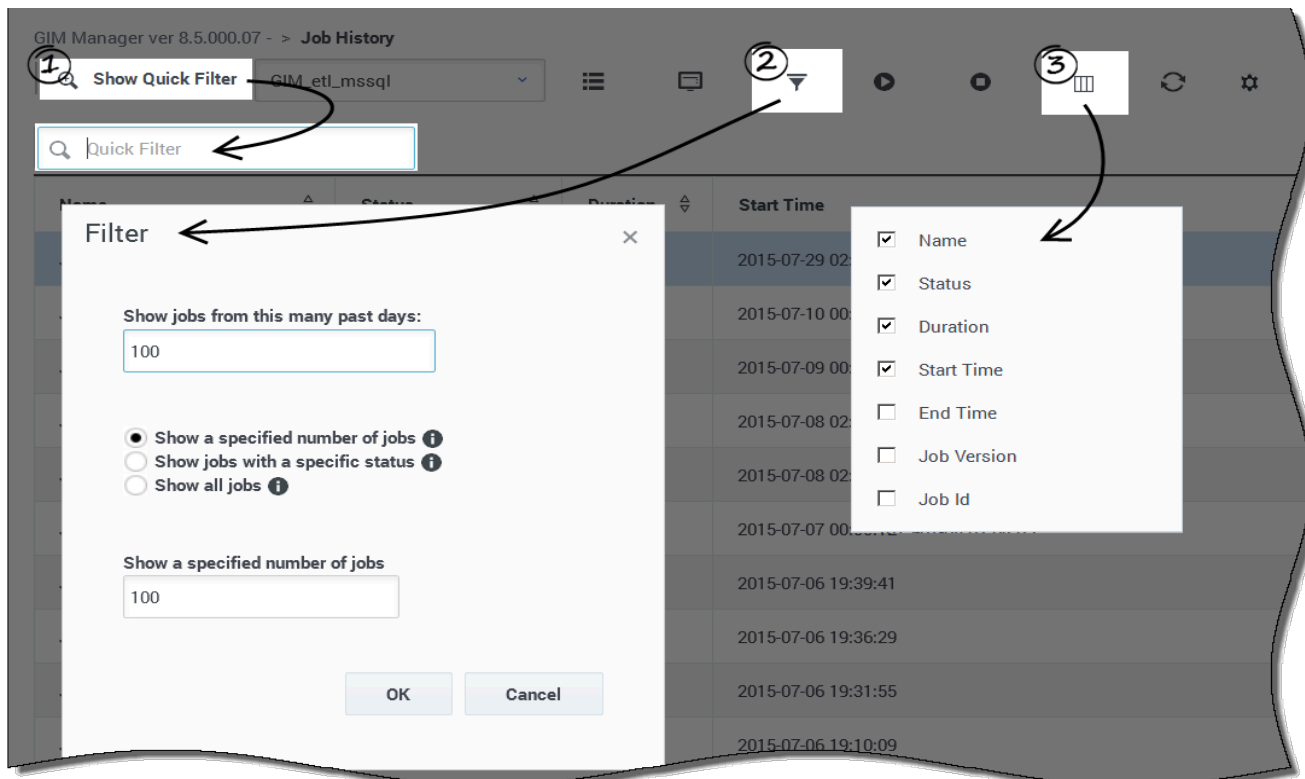 GIM Manager ver 8.5.000.07 - > Job History
1 Show Quick Filter GIM_etl_mssql 2 3
Quick Filter
Name Status Duration Start Time
Filter
Show jobs from this many past days:
100
Show a specified number of jobs
Show jobs with a specific status
Show all jobs
Show a specified number of jobs
100
OK Cancel
2015-07-29 02:
2015-07-10 00:
2015-07-09 00:
2015-07-08 02:
2015-07-08 02:
2015-07-07 00:
2015-07-06 19:39:41
2015-07-06 19:36:29
2015-07-06 19:31:55
2015-07-06 19:10:09
Name
Status
Duration
Start Time
End Time
Job Version
Job Id